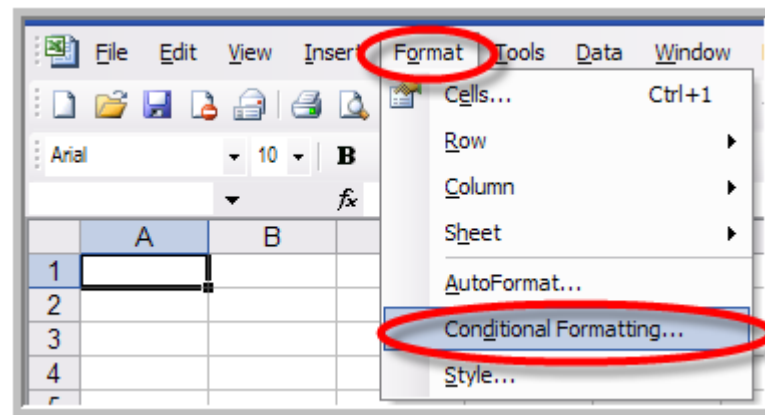 File Edit View Insert Format Tools Data Window
Cells... Ctrl+1
Arial 10 B
Row
Column
fx
Sheet
A B
AutoFormat...
1
2
Conditional Formatting...
3
4
Style...